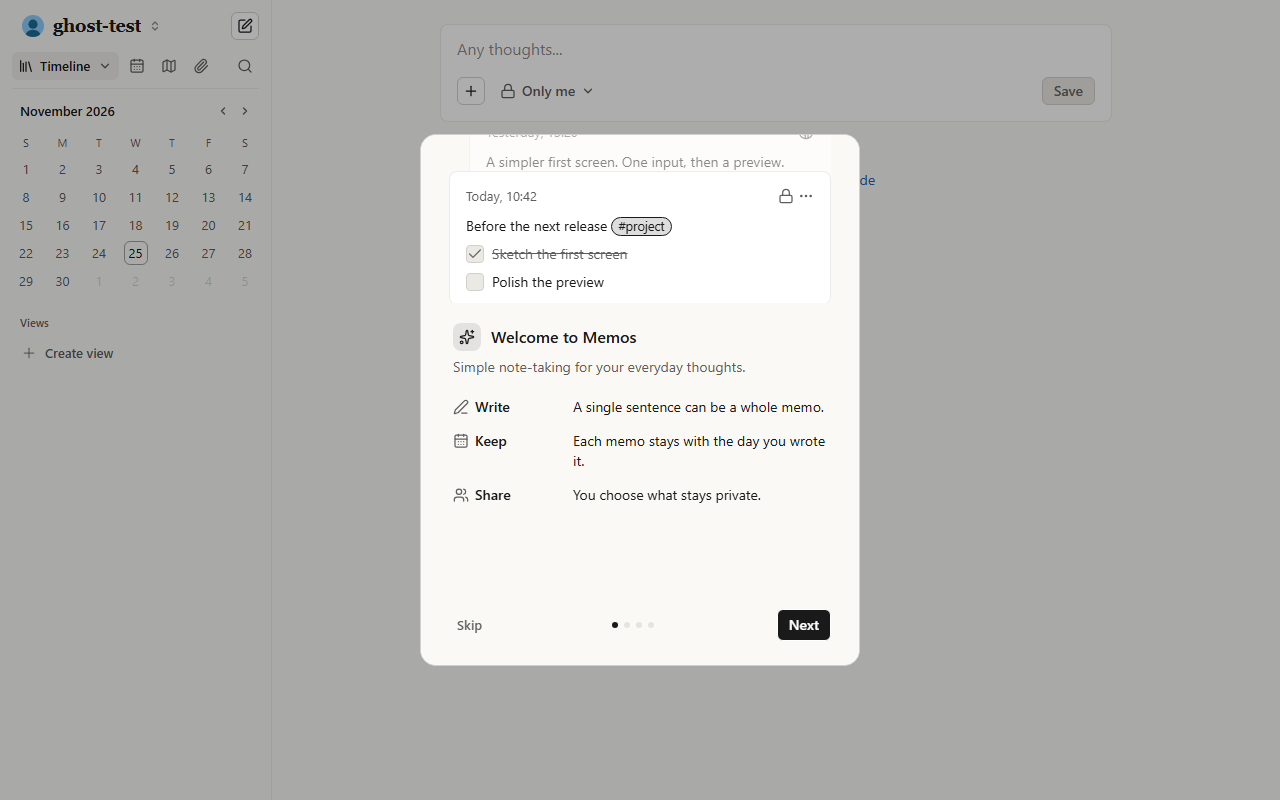 ghost-test
Timeline
November 2026
S M T W T F S
1 2 3 4 5 6 7
8 9 10 11 12 13 14
15 16 17 18 19 20 21
22 23 24 25 26 27 28
29 30 1 2 3 4 5
Views
Create view
Any thoughts...
Only me
Save
de
A simpler first screen. One input, then a preview.
Today, 10:42
Before the next release #project
Sketch the first screen
Polish the preview
Welcome to Memos
Simple note-taking for your everyday thoughts.
Write A single sentence can be a whole memo.
Keep Each memo stays with the day you wrote
it.
Share You choose what stays private.
Skip
Next